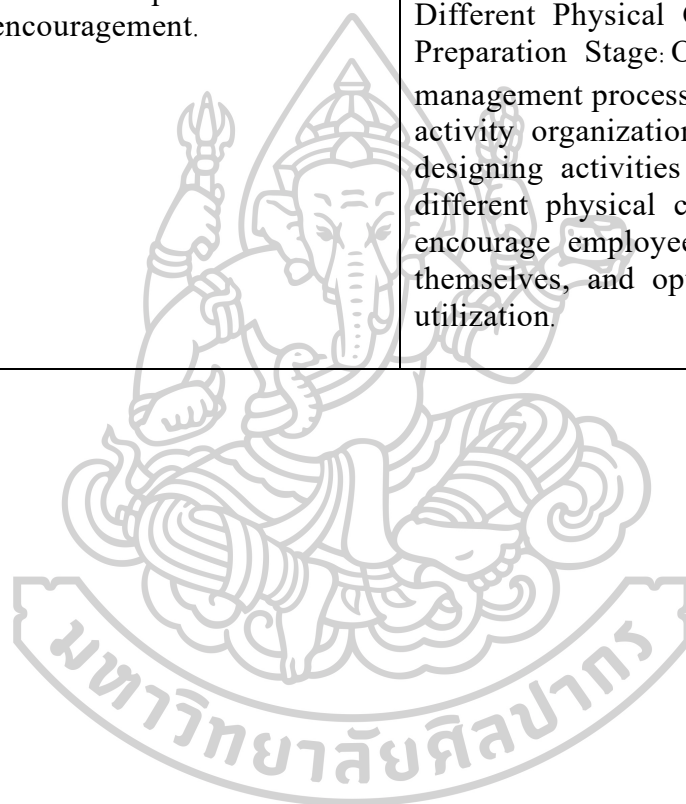 encouragement.
Different Physical
Preparation Stage:
management process
activity organization
designing activities
different physical
encourage employee
themselves, and
utilization.
มหาวิทยาลัยศิลปากร